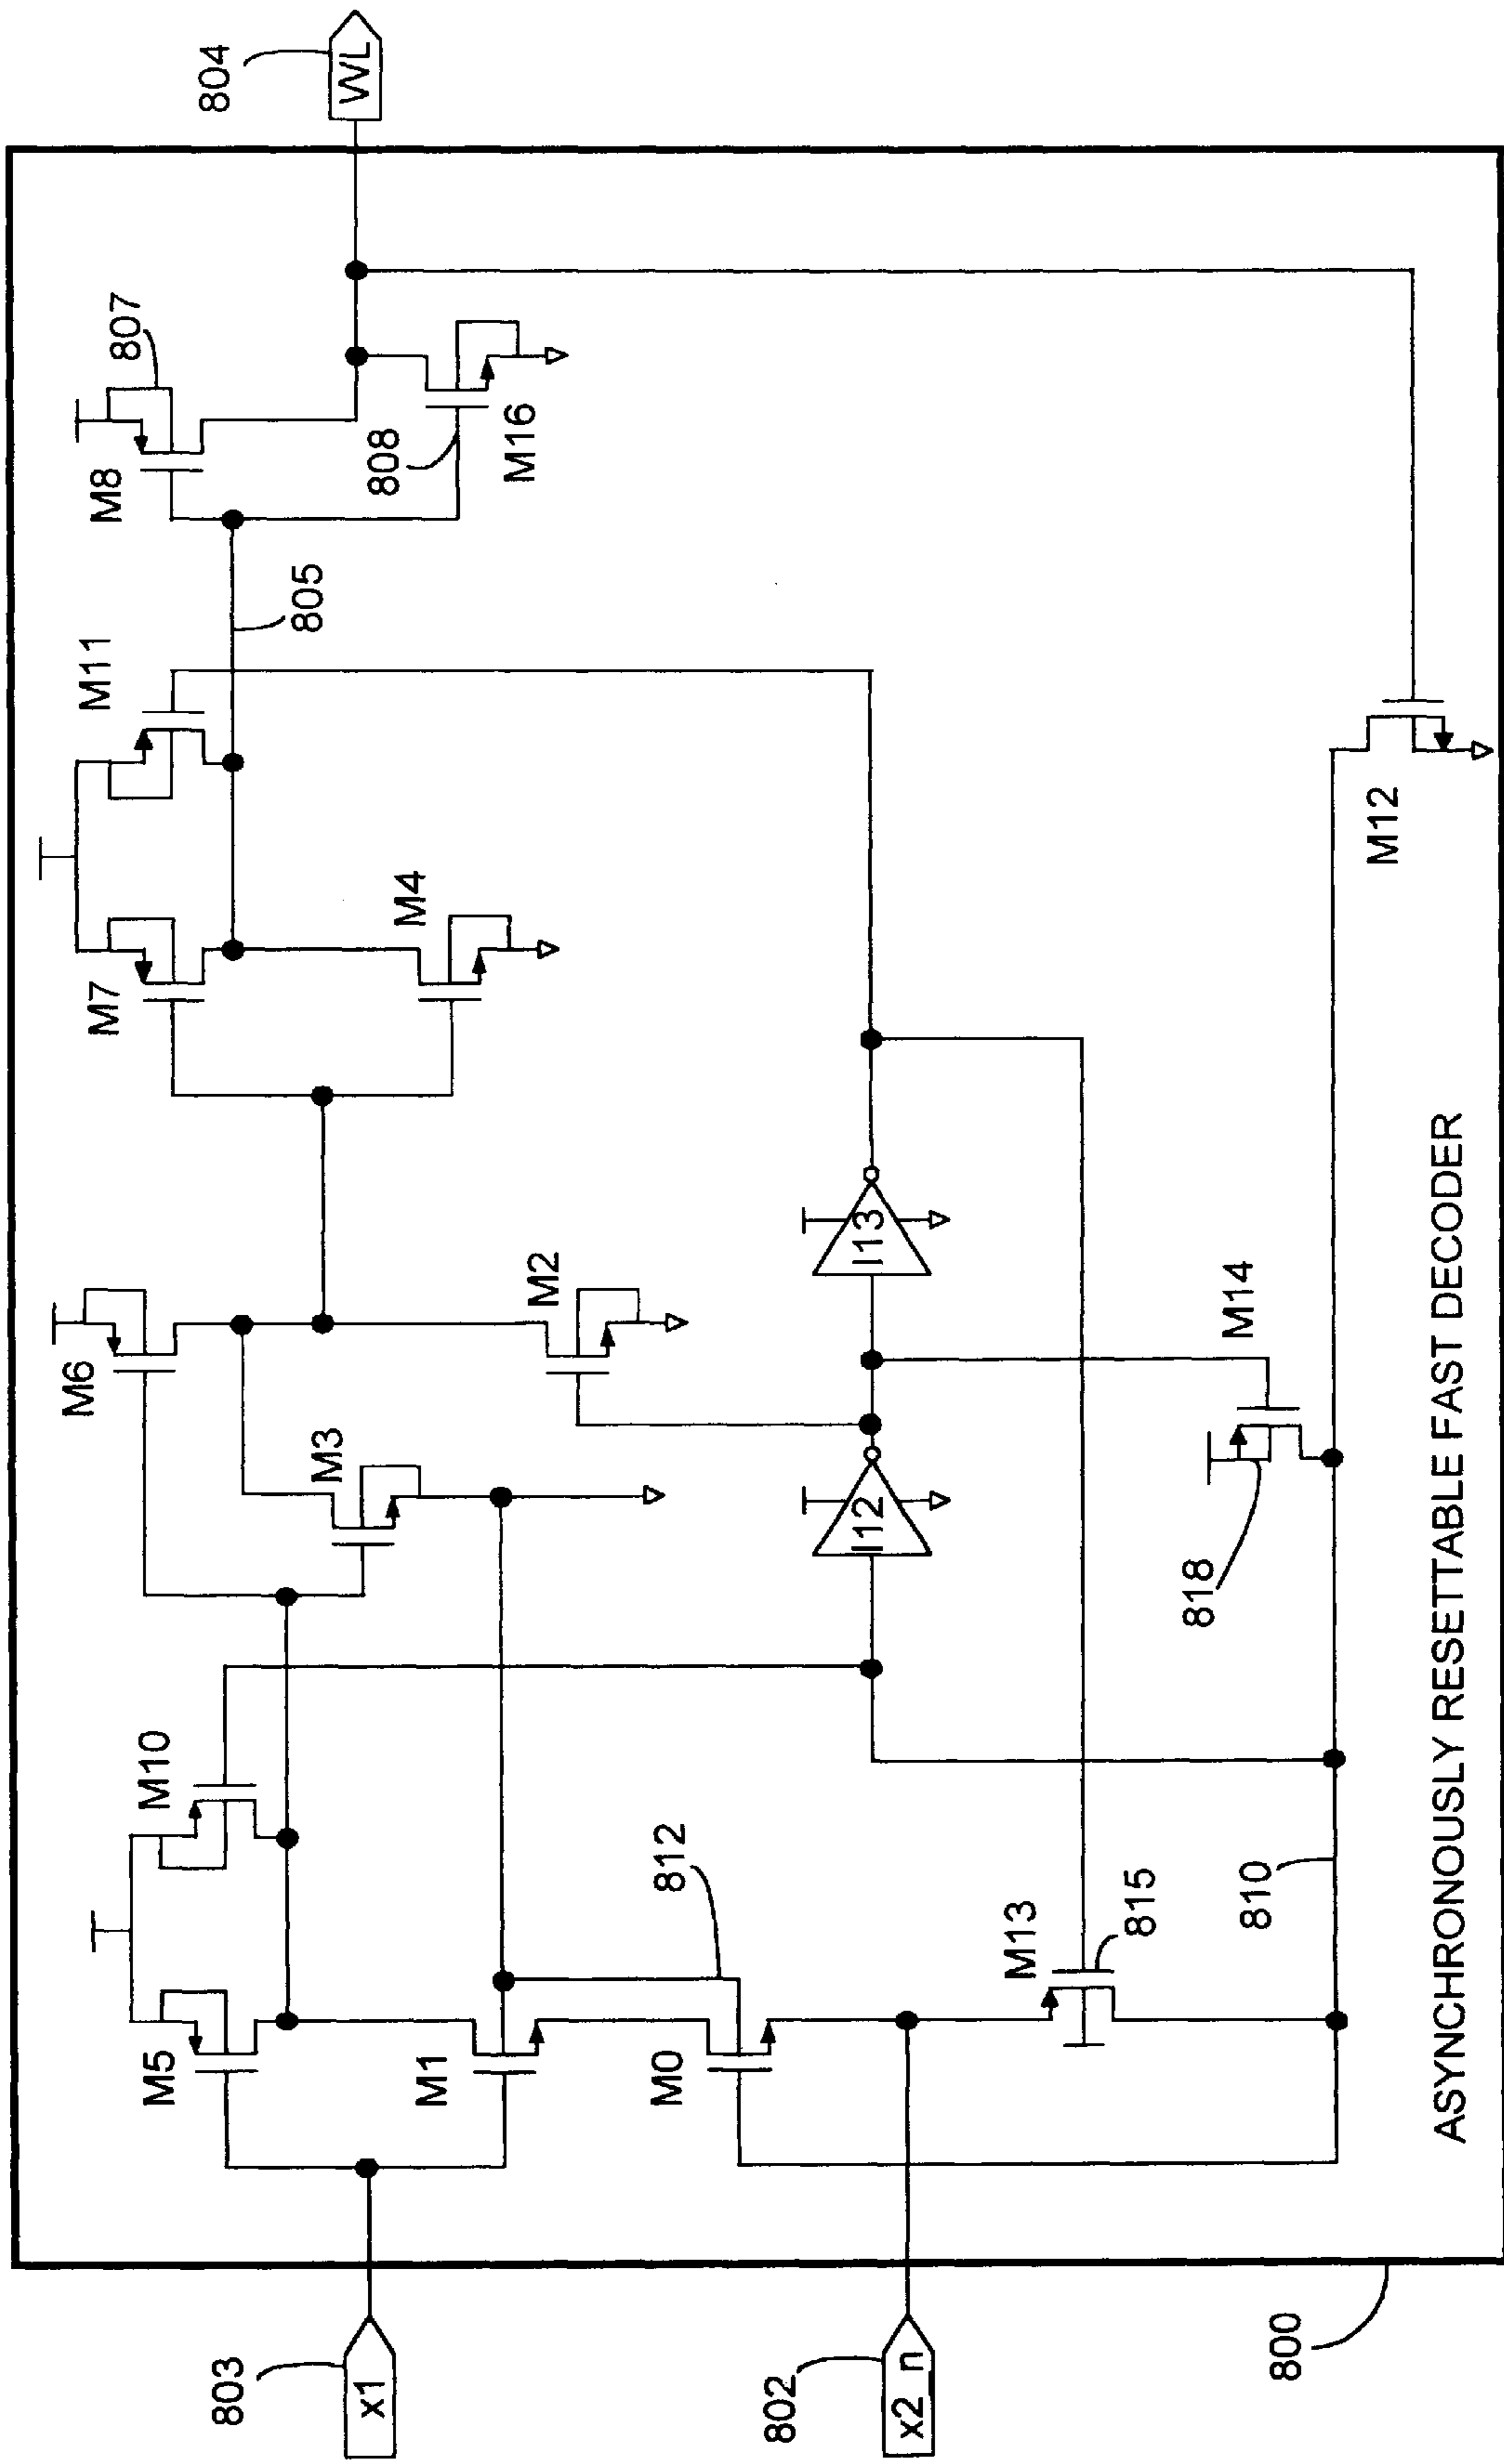 804
WL
807
M8
808
M16
805
M11
M7
M4
M6
M3
M2
M10
M5
M1
M0
812
I12
I13
M14
818
M12
M13
815
810
803
x1
802
x2_n
800
ASYNCHRONOUSLY RESETTABLE FAST DECODER